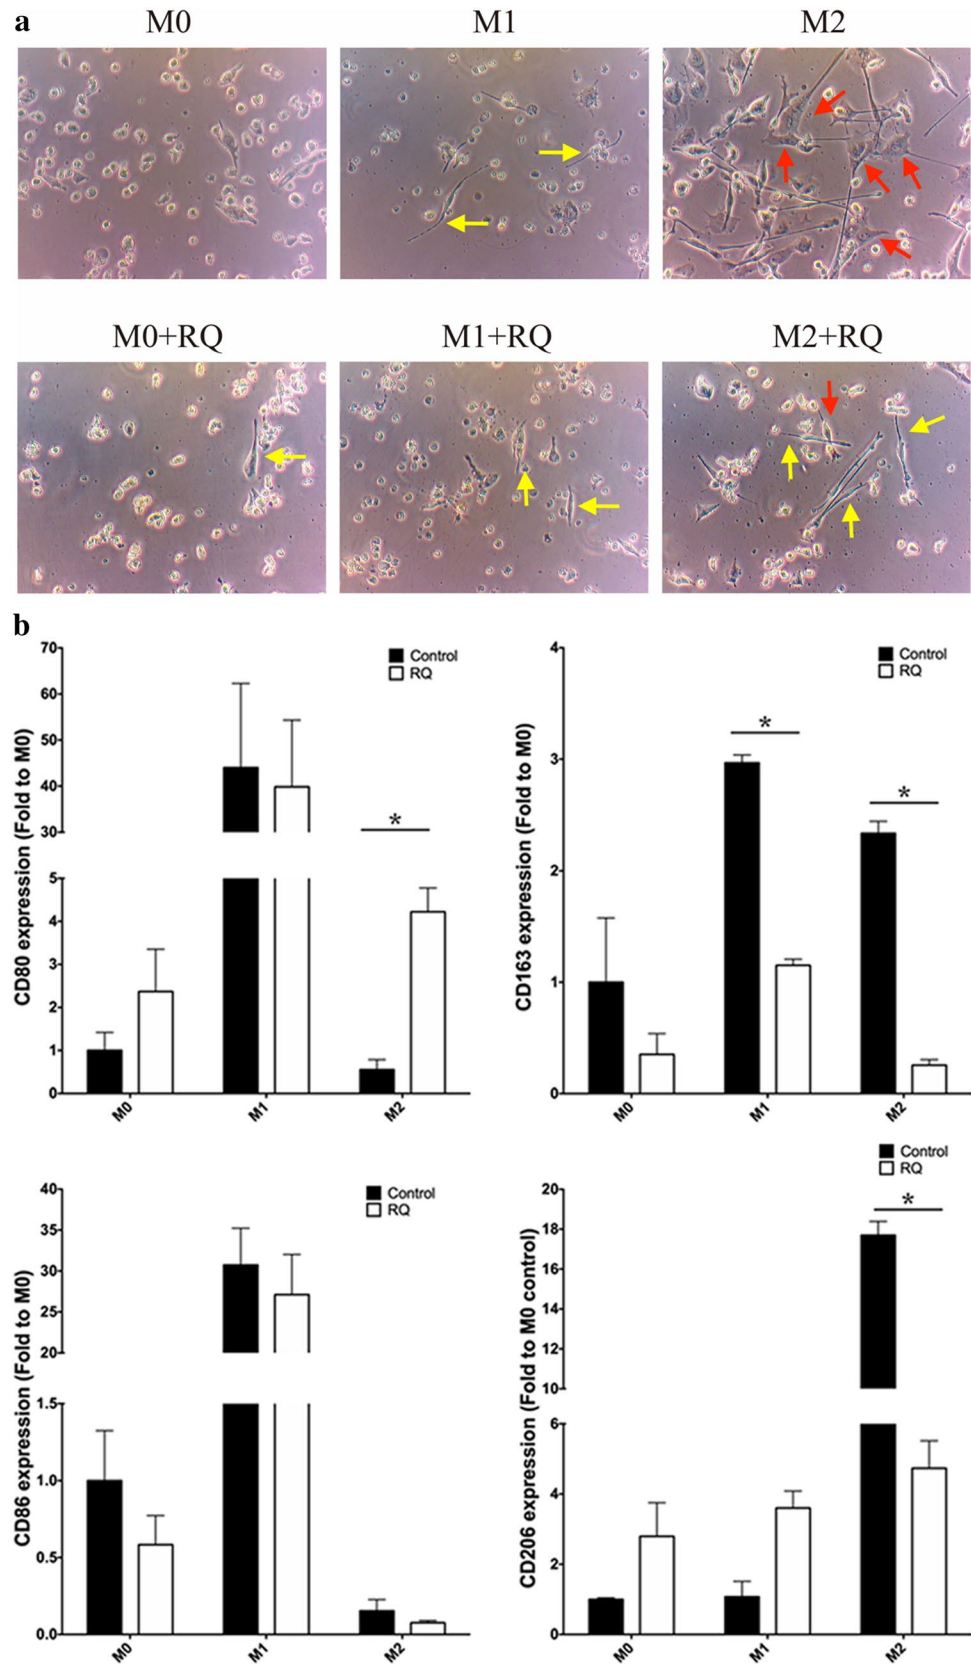 a
M0 M1 M2
M0+RQ M1+RQ M2+RQ
b
CD80 expression (Fold to M0)
70
60
50
40
30
5
4
3
2
1
0
Control
RQ
*
M0 M1 M2
CD163 expression (Fold to M0)
4
3
2
1
0
Control
RQ
*
*
M0 M1 M2
CD86 expression (Fold to M0)
40
35
30
25
20
1.5
1.0
0.5
0.0
Control
RQ
M0 M1 M2
CD206 expression (Fold to M0 control)
20
18
16
14
12
10
6
4
2
0
Control
RQ
*
M0 M1 M2